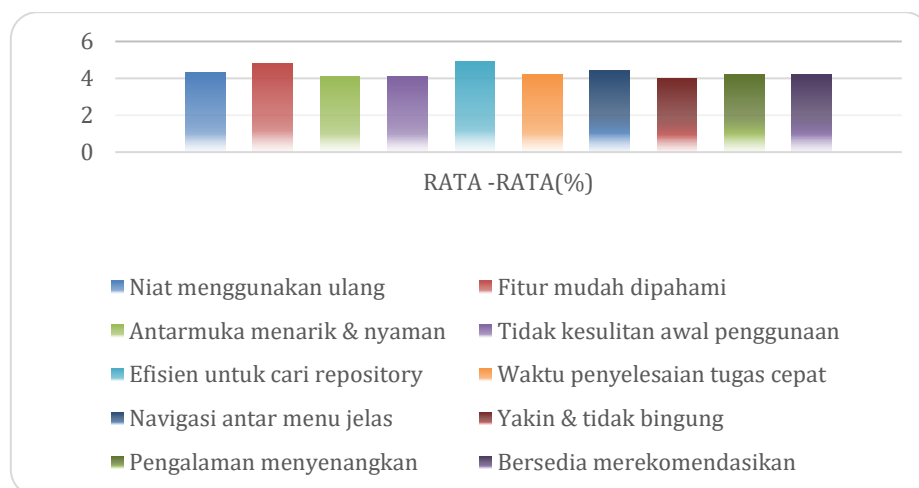 6
4
2
0
RATA -RATA(%)
Niat menggunakan ulang
Fitur mudah dipahami
Antarmuka menarik & nyaman
Tidak kesulitan awal penggunaan
Efisien untuk cari repository
Waktu penyelesaian tugas cepat
Navigasi antar menu jelas
Yakin & tidak bingung
Pengalaman menyenangkan
Bersedia merekomendasikan